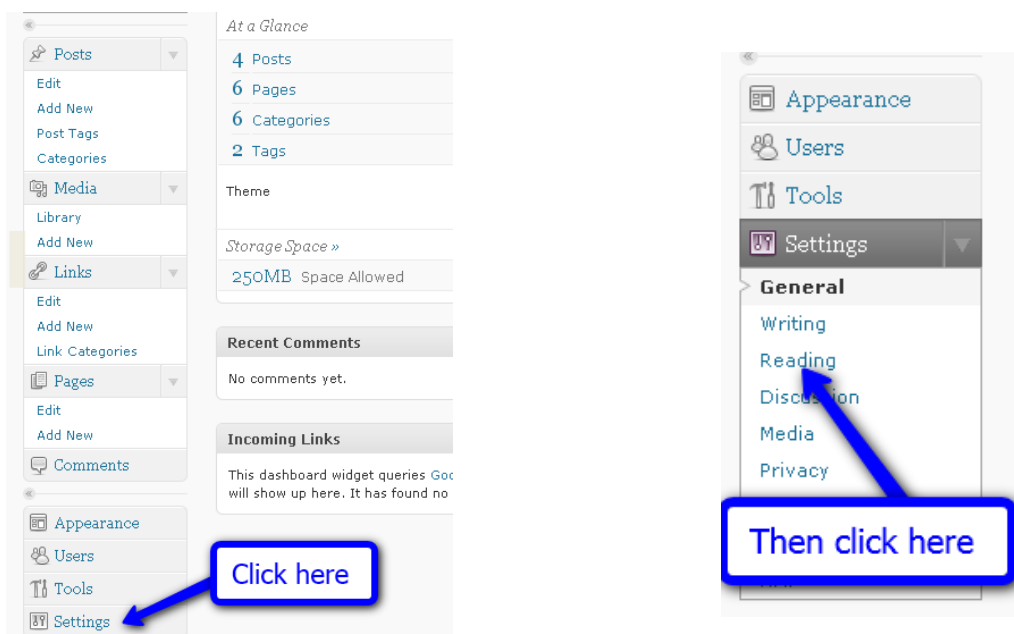 Posts
Edit
Add New
Post Tags
Categories
Media
Library
Add New
Links
Edit
Add New
Link Categories
Pages
Edit
Add New
Comments
Appearance
Users
Tools
Settings
At a Glance
4 Posts
6 Pages
6 Categories
2 Tags
Theme
Storage Space »
250MB Space Allowed
Recent Comments
No comments yet.
Incoming Links
This dashboard widget queries Goo
will show up here. It has found no
Click here
Appearance
Users
Tools
Settings
General
Writing
Reading
Discussion
Media
Privacy
Then click here